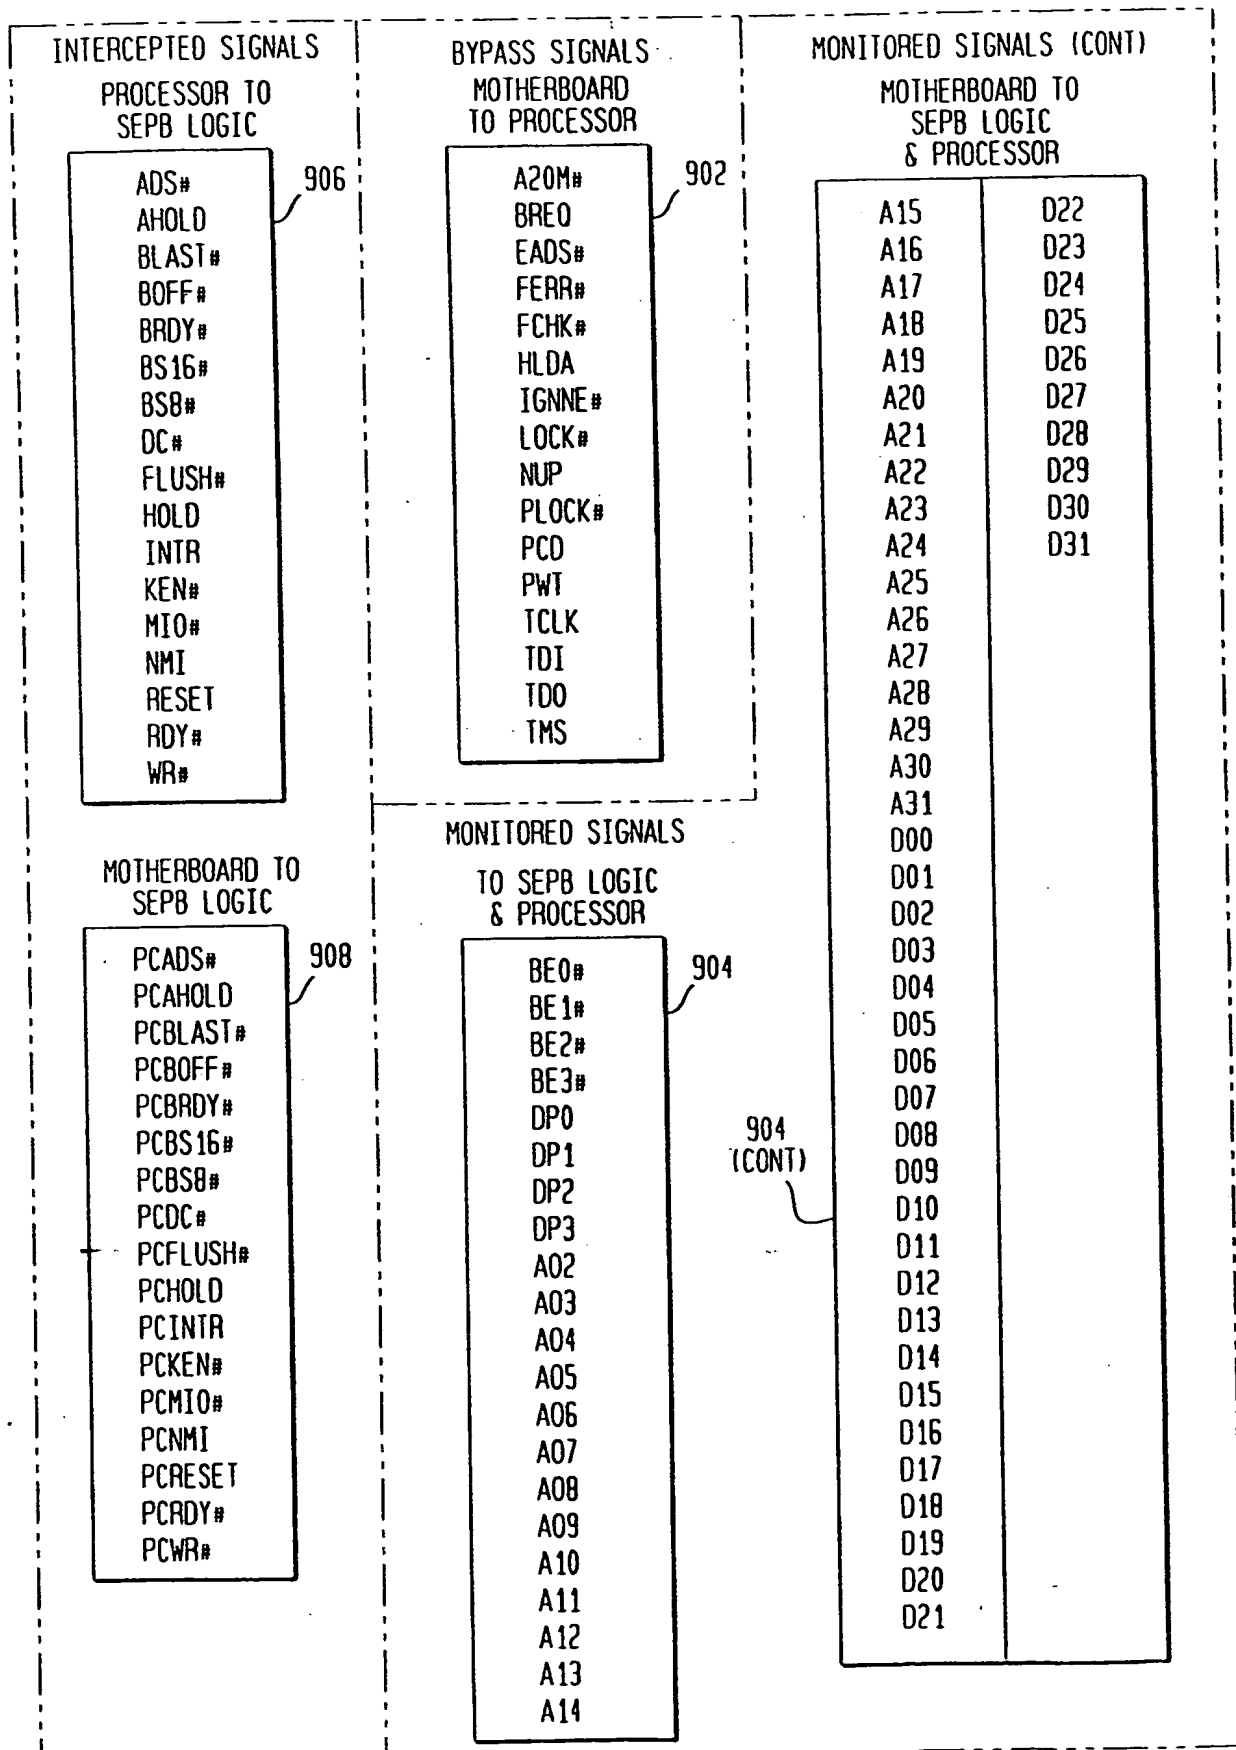 INTERCEPTED SIGNALS
PROCESSOR TO
SEPB LOGIC
906
ADS#
AHOLD
BLAST#
BOFF#
BRDY#
BS16#
BS8#
DC#
FLUSH#
HOLD
INTR
KEN#
MIO#
NMI
RESET
RDY#
WR#
MOTHERBOARD TO
SEPB LOGIC
908
PCADS#
PCAHOLD
PCBLAST#
PCBOFF#
PCBRDY#
PCBS16#
PCBS8#
PCDC#
PCFLUSH#
PCHOLD
PCINTR
PCKEN#
PCMIO#
PCNMI
PCRESET
PCRDY#
PCWR#
BYPASS SIGNALS
MOTHERBOARD
TO PROCESSOR
902
A20M#
BREQ
EADS#
FERR#
FCHK#
HLDA
IGNNE#
LOCK#
NUP
PLOCK#
PCD
PWT
TCLK
TDI
TDO
TMS
MONITORED SIGNALS
TO SEPB LOGIC
& PROCESSOR
904
BE0#
BE1#
BE2#
BE3#
DP0
DP1
DP2
DP3
A02
A03
A04
A05
A06
A07
A08
A09
A10
A11
A12
A13
A14
MONITORED SIGNALS (CONT)
MOTHERBOARD TO
SEPB LOGIC
& PROCESSOR
904
(CONT)
A15
A16
A17
A18
A19
A20
A21
A22
A23
A24
A25
A26
A27
A28
A29
A30
A31
D00
D01
D02
D03
D04
D05
D06
D07
D08
D09
D10
D11
D12
D13
D14
D15
D16
D17
D18
D19
D20
D21
D22
D23
D24
D25
D26
D27
D28
D29
D30
D31